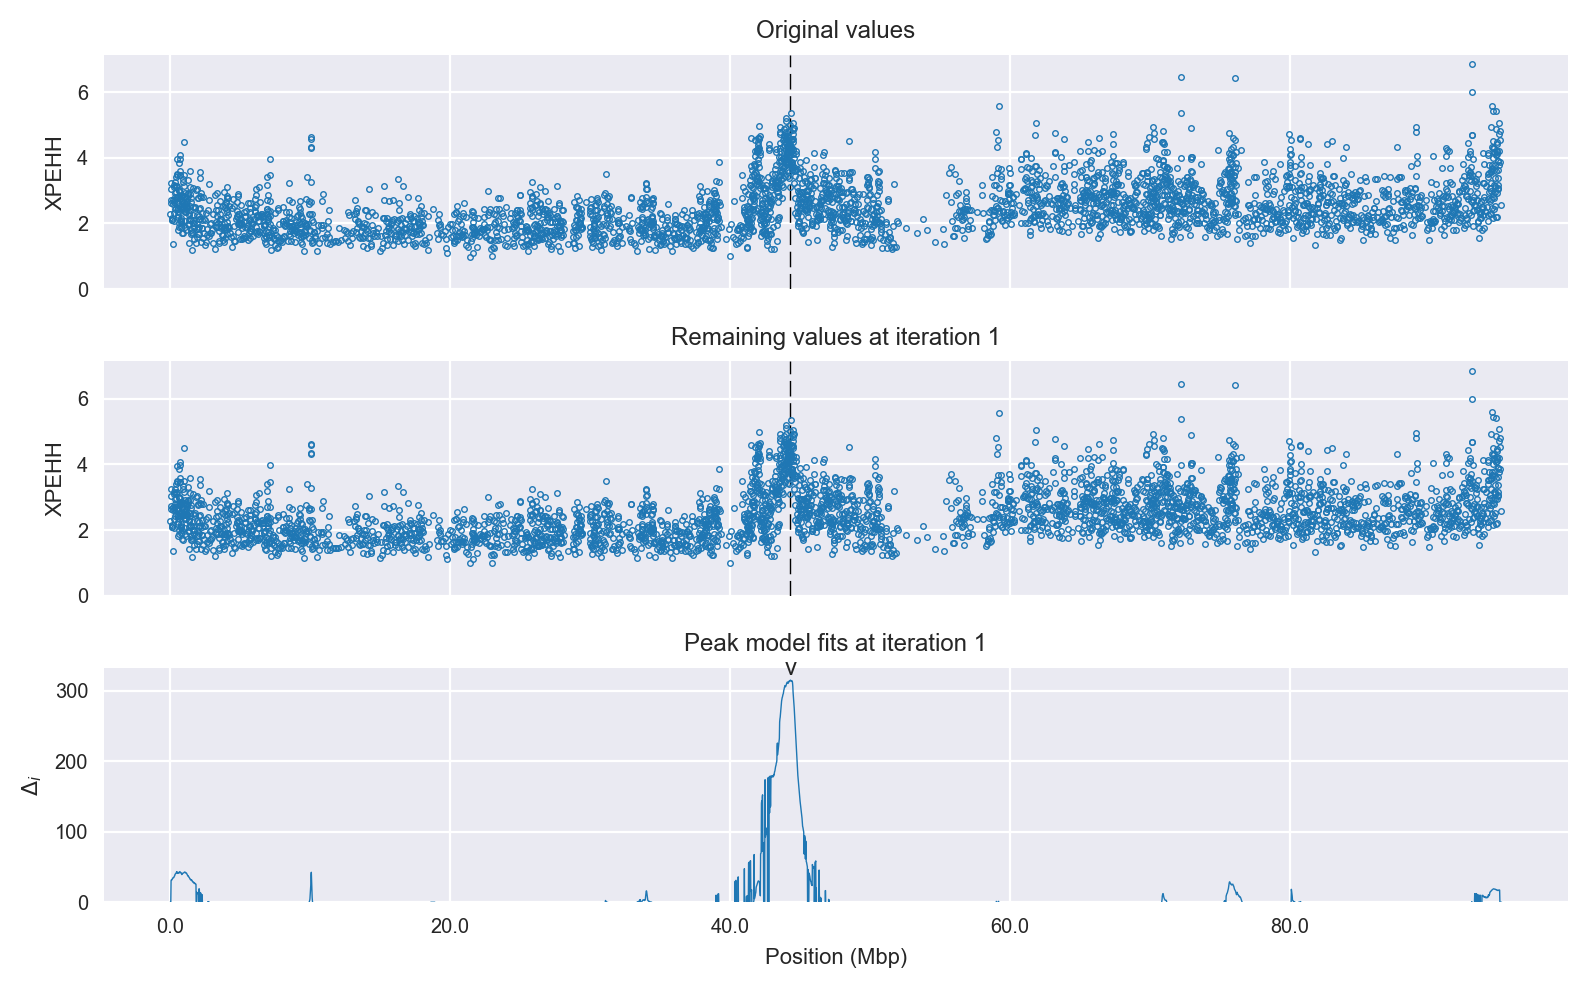 Original values
6
4
2
0
XPEHH
Remaining values at iteration 1
6
4
2
0
XPEHH
Peak model fits at iteration 1
v
300
200
100
0
Δi
0.0 20.0 40.0 60.0 80.0
Position (Mbp)